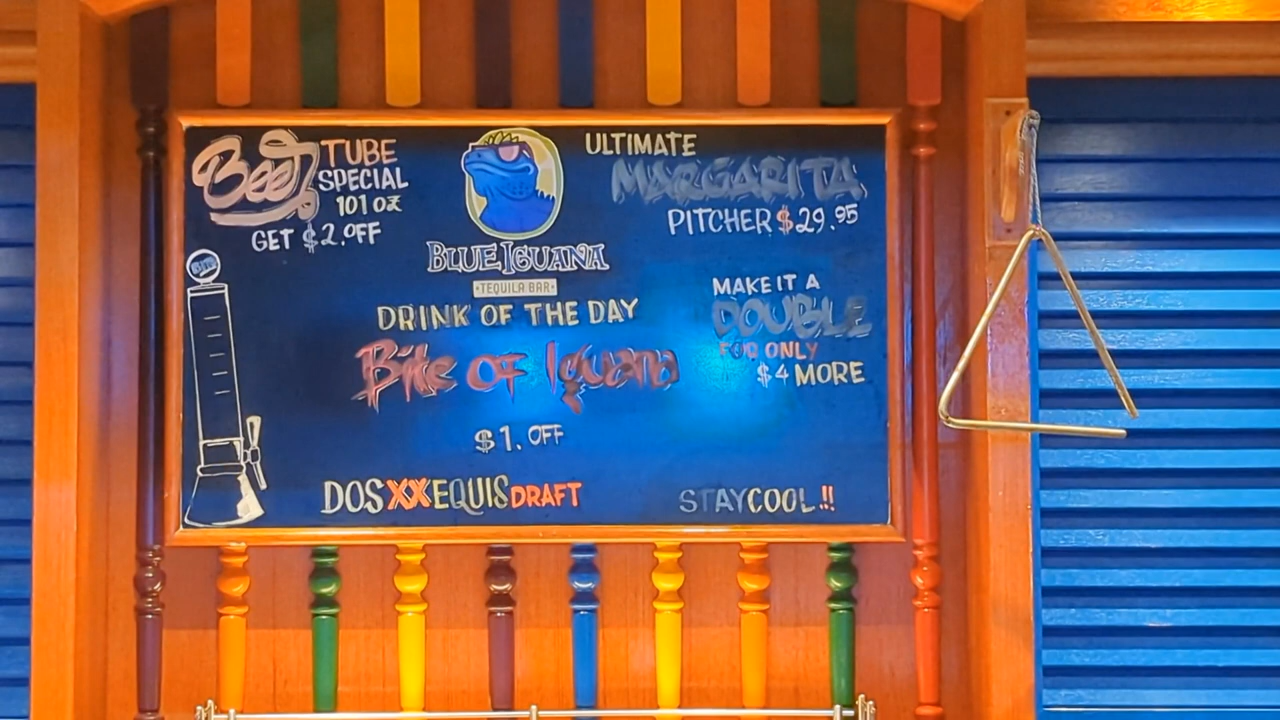 Beer TUBE
SPECIAL
101 oz
GET $2.OFF
BLUE IGUANA
•TEQUILA BAR•
DRINK OF THE DAY
Bite OF Iguana
$1.OFF
DOS XX EQUIS DRAFT
ULTIMATE
MARGARITA
PITCHER $29.95
MAKE IT A
DOUBLE
FOR ONLY
$4 MORE
STAY COOL!!